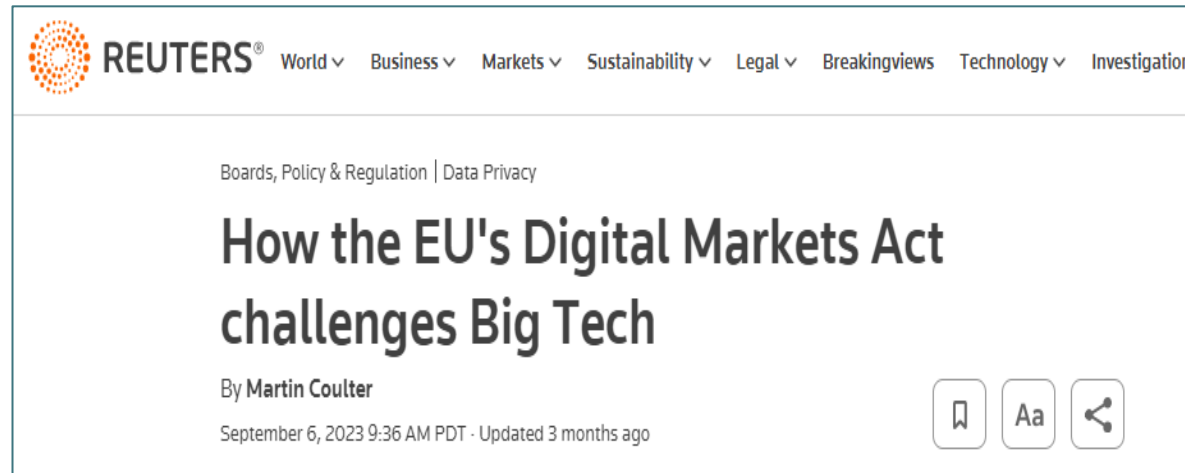 REUTERS® World Business Markets Sustainability Legal Breakingviews Technology Investigation
Boards, Policy & Regulation | Data Privacy
How the EU's Digital Markets Act
challenges Big Tech
By Martin Coulter
Aa
September 6, 2023 9:36 AM PDT · Updated 3 months ago